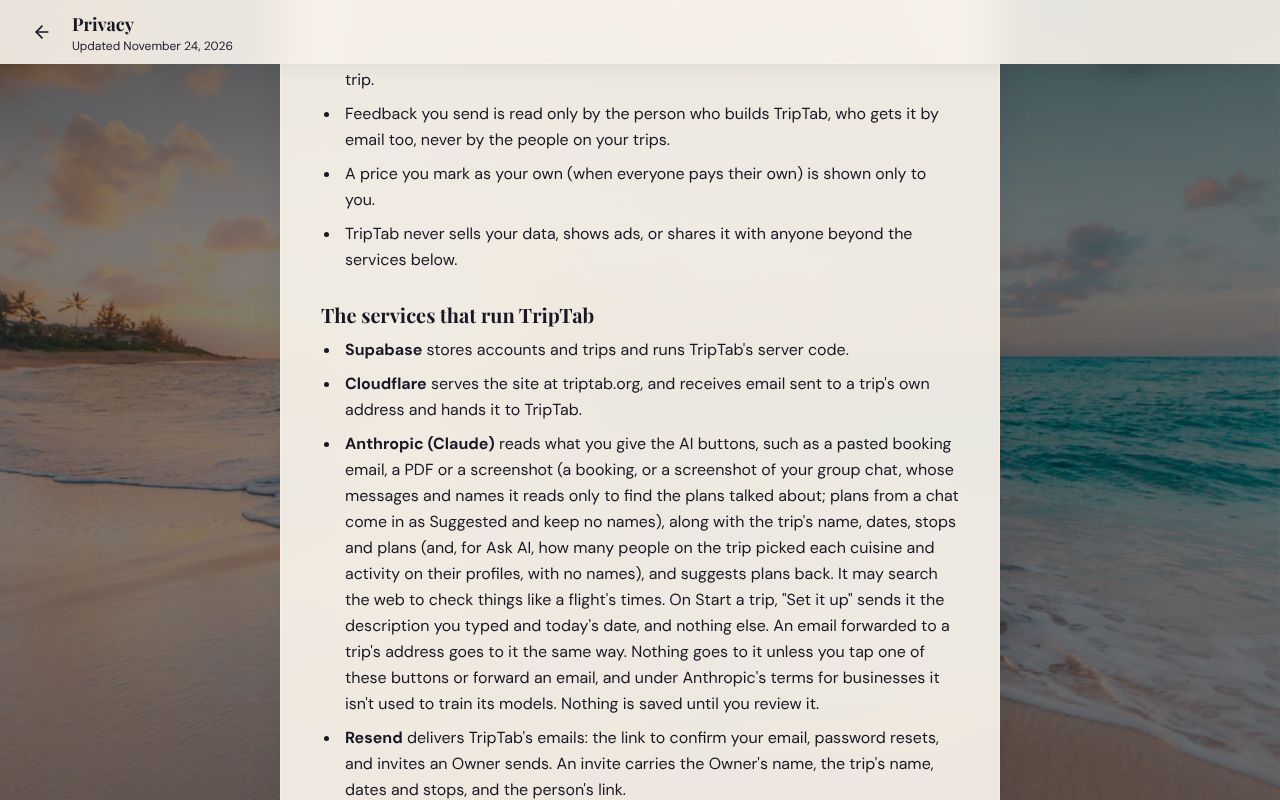 Privacy
Updated November 24, 2026
trip.
• Feedback you send is read only by the person who builds TripTab, who gets it by
email too, never by the people on your trips.
• A price you mark as your own (when everyone pays their own) is shown only to
you.
• TripTab never sells your data, shows ads, or shares it with anyone beyond the
services below.
The services that run TripTab
• Supabase stores accounts and trips and runs TripTab's server code.
• Cloudflare serves the site at triptab.org, and receives email sent to a trip's own
address and hands it to TripTab.
• Anthropic (Claude) reads what you give the AI buttons, such as a pasted booking
email, a PDF or a screenshot (a booking, or a screenshot of your group chat, whose
messages and names it reads only to find the plans talked about; plans from a chat
come in as Suggested and keep no names), along with the trip's name, dates, stops
and plans (and, for Ask AI, how many people on the trip picked each cuisine and
activity on their profiles, with no names), and suggests plans back. It may search
the web to check things like a flight's times. On Start a trip, "Set it up" sends it the
description you typed and today's date, and nothing else. An email forwarded to a
trip's address goes to it the same way. Nothing goes to it unless you tap one of
these buttons or forward an email, and under Anthropic's terms for businesses it
isn't used to train its models. Nothing is saved until you review it.
• Resend delivers TripTab's emails: the link to confirm your email, password resets,
and invites an Owner sends. An invite carries the Owner's name, the trip's name,
dates and stops, and the person's link.